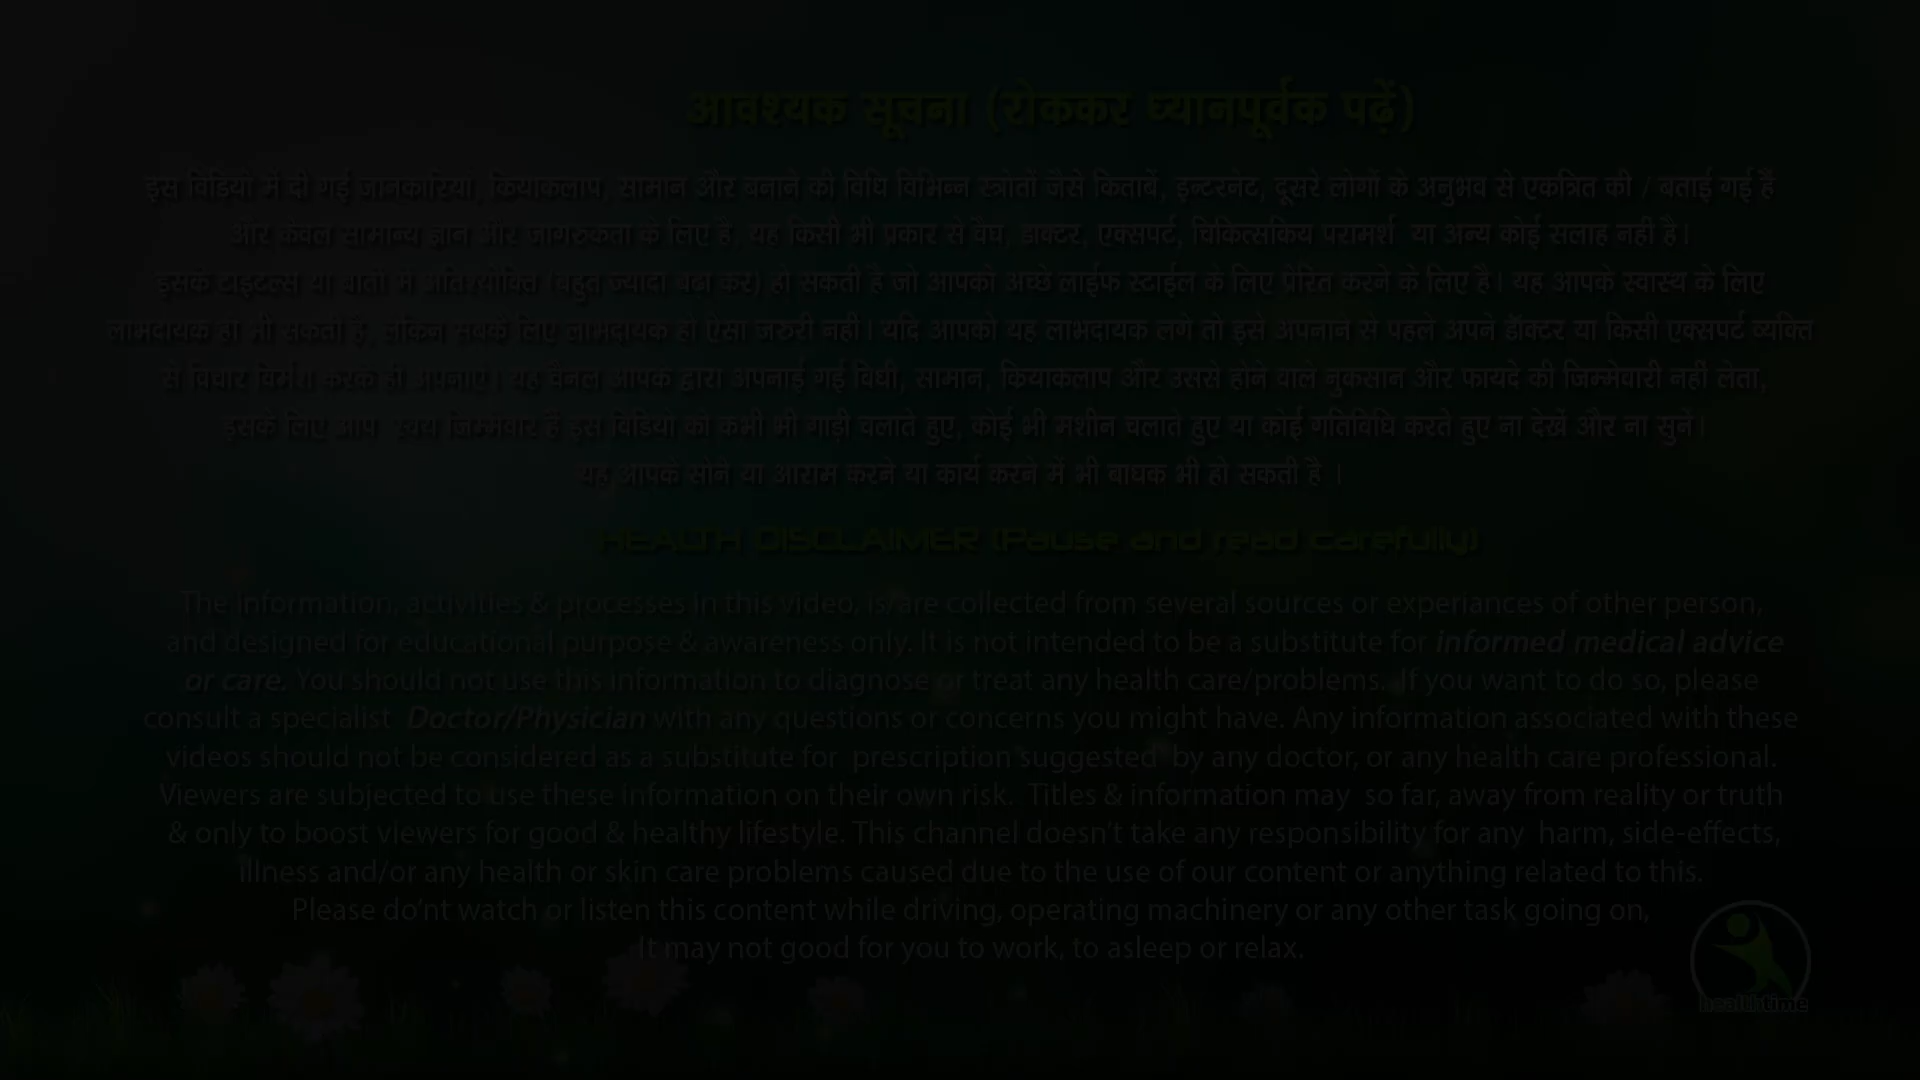 आवश्यक सूचना (रोककर ध्यानपूर्वक पढ़ें)
इस विडियो में दी गई जानकारियां, कियाकलाप, सामान और बनाने की विधि विभिन्न स्त्रोतों जैसे किताबें, इन्टरनेट, दूसरे लोगों के अनुभव से एकत्रित की / बताई गई हैं
और केवल सामान्य ज्ञान और जागरुकता के लिए है, यह किसी भी प्रकार से वैघ, डॉक्टर, एक्सपर्ट, चिकित्सकिय परामर्श या अन्य कोई सलाह नहीं है।
इसके टाइटल्स या बातों में अतिश्योक्ति (बहुत ज्यादा बढा कर) हो सकती है जो आपको अच्छे लाईफ स्टाईल के लिए प्रेरित करने के लिए है। यह आपके स्वास्थ के लिए
लाभदायक हो भी सकती है, लेकिन सबके लिए लाभदायक हो ऐसा जरुरी नहीं। यदि आपको यह लाभदायक लगे तो इसे अपनाने से पहले अपने डॉक्टर या किसी एक्सपर्ट व्यक्ति
से विचार विमर्श करके ही अपनाए। यह चैनल आपके द्वारा अपनाई गई विधी, सामान, कियाकलाप और उससे होने वाले नुकसान और फायदे की जिम्मेवारी नहीं लेता,
इसके लिए आप स्वयं जिम्मेवार हैं इस विडियो को कभी भी गाड़ी चलाते हुए, कोई भी मशीन चलाते हुए या कोई गतिबिधि करते हुए ना देखें और ना सुने।
यह आपके सोने या आराम करने या कार्य करने में भी बाधक भी हो सकती है ।
HEALTH DISCLAIMER (Pause and read carefully)
The information, activities & processes in this video, is/are collected from several sources or experiances of other person,
and designed for educational purpose & awareness only. It is not intended to be a substitute for informed medical advice
or care. You should not use this information to diagnose or treat any health care/problems. If you want to do so, please
consult a specialist Doctor/Physician with any questions or concerns you might have. Any information associated with these
videos should not be considered as a substitute for prescription suggested by any doctor, or any health care professional.
Viewers are subjected to use these information on their own risk. Titles & information may so far, away from reality or truth
& only to boost viewers for good & healthy lifestyle. This channel doesn't take any responsibility for any harm, side-effects,
illness and/or any health or skin care problems caused due to the use of our content or anything related to this.
Please do'nt watch or listen this content while driving, operating machinery or any other task going on,
It may not good for you to work, to asleep or relax.
healthtime